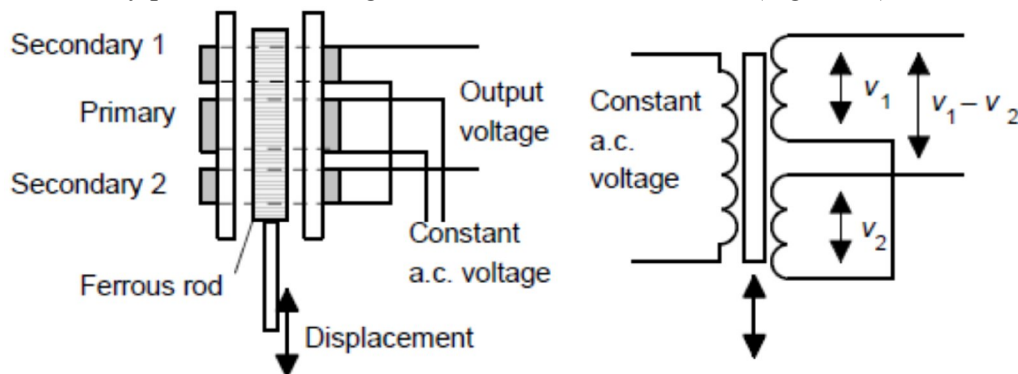 Secondary 1
Primary
Secondary 2
Ferrous rod
Output
voltage
Constant
a.c. voltage
Displacement
Constant
a.c.
voltage
v1
v1 – v2
v2